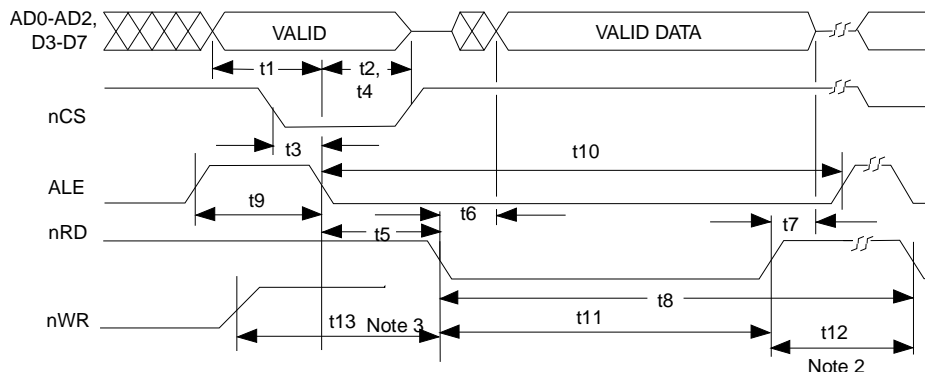 AD0-AD2,
D3-D7
VALID
VALID DATA
t1
t2,
t4
nCS
t3
t10
ALE
t9
t6
t5
t7
nRD
t8
nWR
t13
Note 3
t11
t12
Note 2